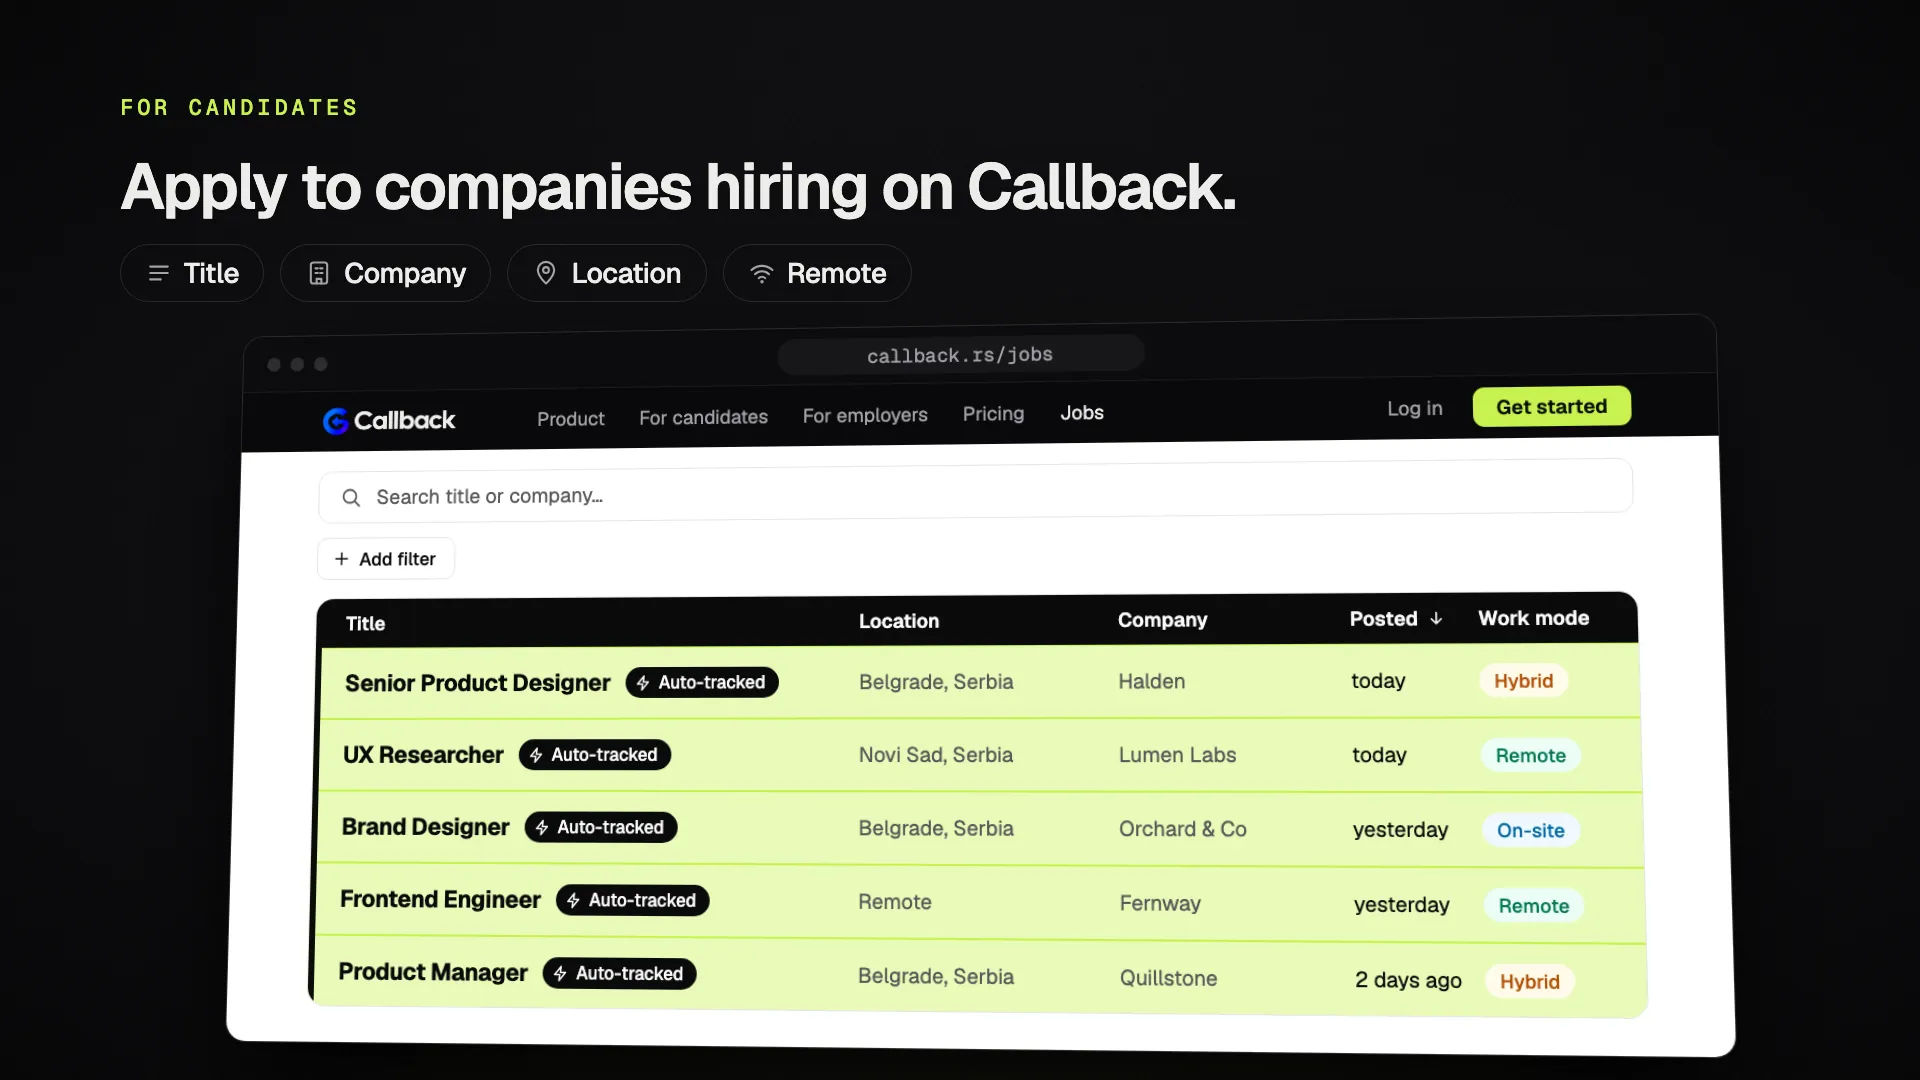 FOR CANDIDATES
Apply to companies hiring on Callback.
Title Company Location Remote
callback.rs/jobs
Callback Product For candidates For employers Pricing Jobs Log in Get started
Search title or company...
+ Add filter
Title Location Company Posted ↓ Work mode
Senior Product Designer Auto-tracked Belgrade, Serbia Halden today Hybrid
UX Researcher Auto-tracked Novi Sad, Serbia Lumen Labs today Remote
Brand Designer Auto-tracked Belgrade, Serbia Orchard & Co yesterday On-site
Frontend Engineer Auto-tracked Remote Fernway yesterday Remote
Product Manager Auto-tracked Belgrade, Serbia Quillstone 2 days ago Hybrid